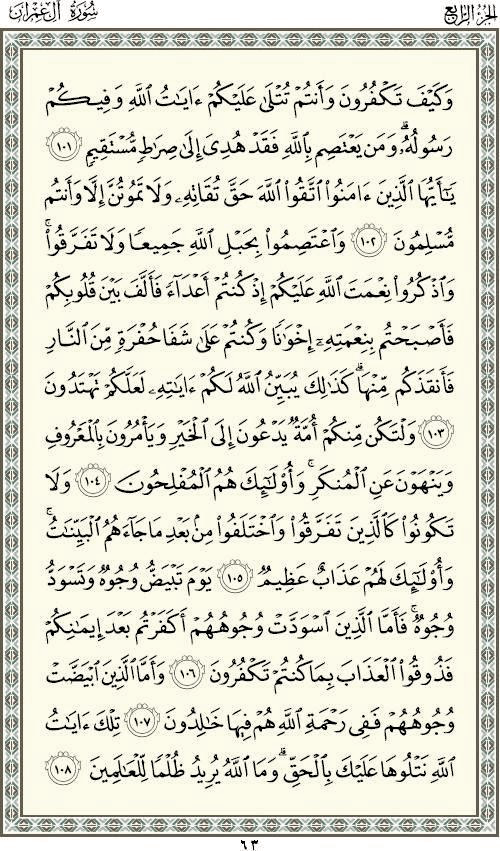 الجزء الرابع سورة آل عمران
وَكَيْفَ تَكْفُرُونَ وَأَنتُمْ تُتْلَىٰ عَلَيْكُمْ ءَايَٰتُ ٱللَّهِ وَفِيكُمْ
رَسُولُهُۥ ۗ وَمَن يَعْتَصِم بِٱللَّهِ فَقَدْ هُدِىَ إِلَىٰ صِرَٰطٍ مُّسْتَقِيمٍ ١٠١
يَٰٓأَيُّهَا ٱلَّذِينَ ءَامَنُوا۟ ٱتَّقُوا۟ ٱللَّهَ حَقَّ تُقَاتِهِۦ وَلَا تَمُوتُنَّ إِلَّا وَأَنتُم
مُّسْلِمُونَ ١٠٢ وَٱعْتَصِمُوا۟ بِحَبْلِ ٱللَّهِ جَمِيعًا وَلَا تَفَرَّقُوا۟ ۚ
وَٱذْكُرُوا۟ نِعْمَتَ ٱللَّهِ عَلَيْكُمْ إِذْ كُنتُمْ أَعْدَآءً فَأَلَّفَ بَيْنَ قُلُوبِكُمْ
فَأَصْبَحْتُم بِنِعْمَتِهِۦٓ إِخْوَٰنًا وَكُنتُمْ عَلَىٰ شَفَا حُفْرَةٍ مِّنَ ٱلنَّارِ
فَأَنقَذَكُم مِّنْهَا ۗ كَذَٰلِكَ يُبَيِّنُ ٱللَّهُ لَكُمْ ءَايَٰتِهِۦ لَعَلَّكُمْ تَهْتَدُونَ
١٠٣ وَلْتَكُن مِّنكُمْ أُمَّةٌ يَدْعُونَ إِلَى ٱلْخَيْرِ وَيَأْمُرُونَ بِٱلْمَعْرُوفِ
وَيَنْهَوْنَ عَنِ ٱلْمُنكَرِ ۚ وَأُو۟لَٰٓئِكَ هُمُ ٱلْمُفْلِحُونَ ١٠٤ وَلَا
تَكُونُوا۟ كَٱلَّذِينَ تَفَرَّقُوا۟ وَٱخْتَلَفُوا۟ مِنۢ بَعْدِ مَا جَآءَهُمُ ٱلْبَيِّنَٰتُ ۚ
وَأُو۟لَٰٓئِكَ لَهُمْ عَذَابٌ عَظِيمٌ ١٠٥ يَوْمَ تَبْيَضُّ وُجُوهٌ وَتَسْوَدُّ
وُجُوهٌ ۚ فَأَمَّا ٱلَّذِينَ ٱسْوَدَّتْ وُجُوهُهُمْ أَكَفَرْتُم بَعْدَ إِيمَٰنِكُمْ
فَذُوقُوا۟ ٱلْعَذَابَ بِمَا كُنتُمْ تَكْفُرُونَ ١٠٦ وَأَمَّا ٱلَّذِينَ ٱبْيَضَّتْ
وُجُوهُهُمْ فَفِى رَحْمَةِ ٱللَّهِ هُمْ فِيهَا خَٰلِدُونَ ١٠٧ تِلْكَ ءَايَٰتُ
ٱللَّهِ نَتْلُوهَا عَلَيْكَ بِٱلْحَقِّ ۗ وَمَا ٱللَّهُ يُرِيدُ ظُلْمًا لِّلْعَٰلَمِينَ ١٠٨
٦٣